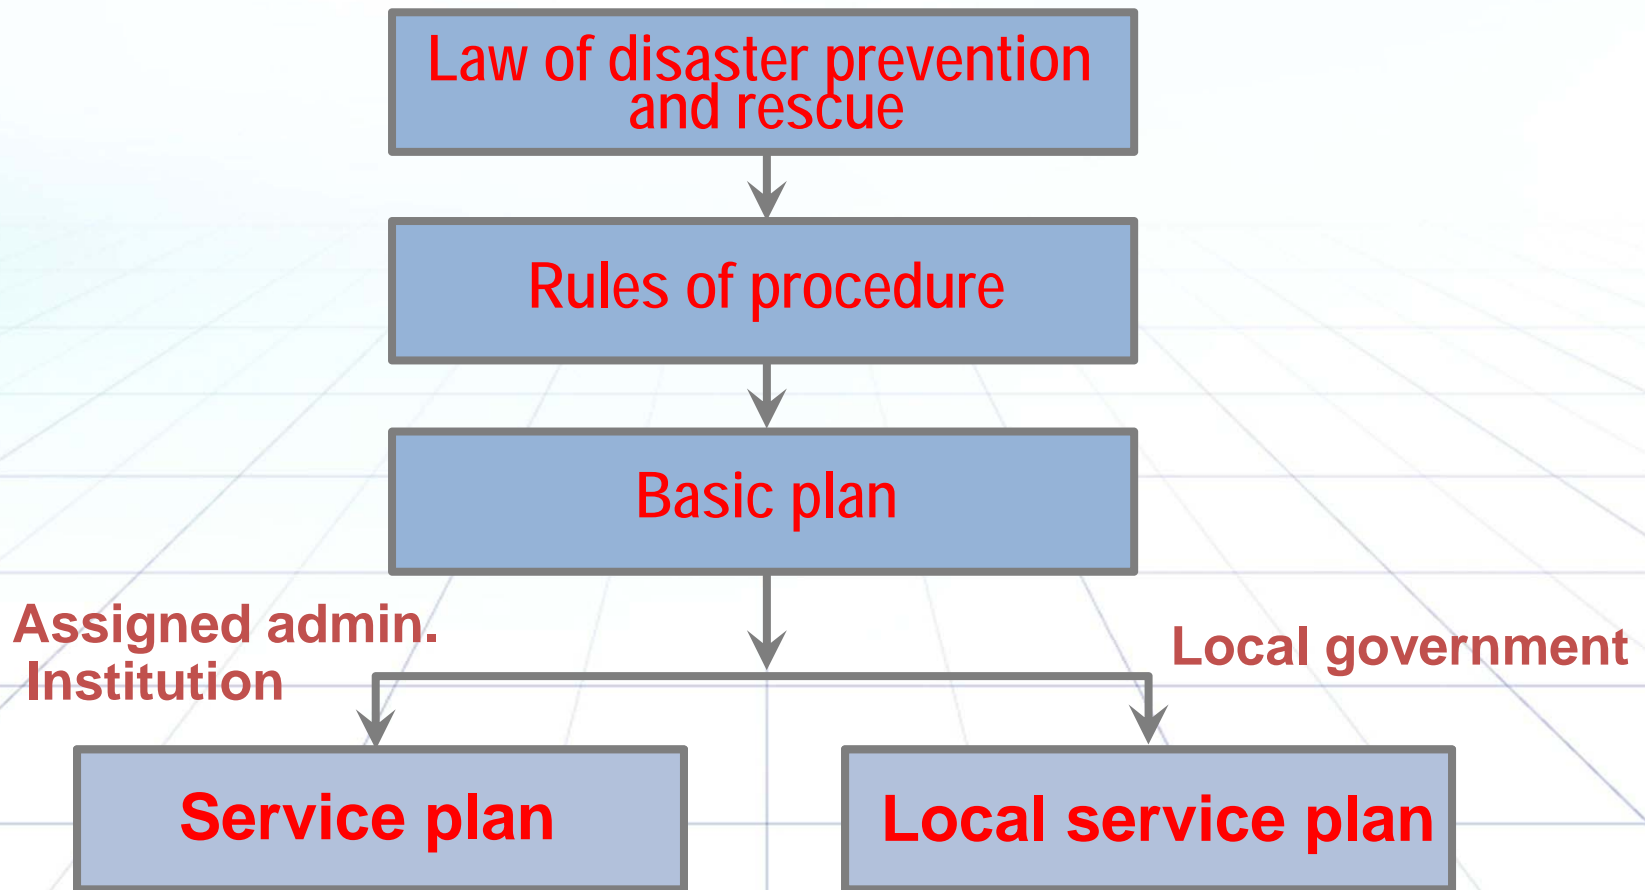 Law of disaster prevention
and rescue
Rules of procedure
Basic plan
Assigned admin.
Institution
Local government
Service plan
Local service plan